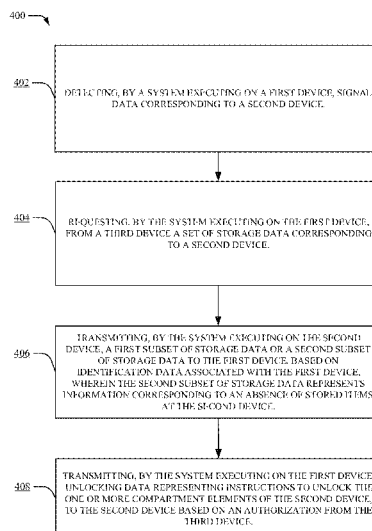 400
402
DETECTING, BY A SYSTEM EXECUTING ON A FIRST DEVICE, SIGNAL
DATA CORRESPONDING TO A SECOND DEVICE.
404
REQUESTING, BY THE SYSTEM EXECUTING ON THE FIRST DEVICE,
FROM A THIRD DEVICE A SET OF STORAGE DATA CORRESPONDING
TO A SECOND DEVICE.
406
TRANSMITTING, BY THE SYSTEM EXECUTING ON THE SECOND
DEVICE, A FIRST SUBSET OF STORAGE DATA OR A SECOND SUBSET
OF STORAGE DATA TO THE FIRST DEVICE, BASED ON
IDENTIFICATION DATA ASSOCIATED WITH THE FIRST DEVICE,
WHEREIN THE SECOND SUBSET OF STORAGE DATA REPRESENTS
INFORMATION CORRESPONDING TO AN ABSENCE OF STORED ITEMS
AT THE SECOND DEVICE.
408
TRANSMITTING, BY THE SYSTEM EXECUTING ON THE FIRST DEVICE
UNLOCKING DATA REPRESENTING INSTRUCTIONS TO UNLOCK THE
ONE OR MORE COMPARTMENT ELEMENTS OF THE SECOND DEVICE,
TO THE SECOND DEVICE BASED ON AN AUTHORIZATION FROM THE
THIRD DEVICE.